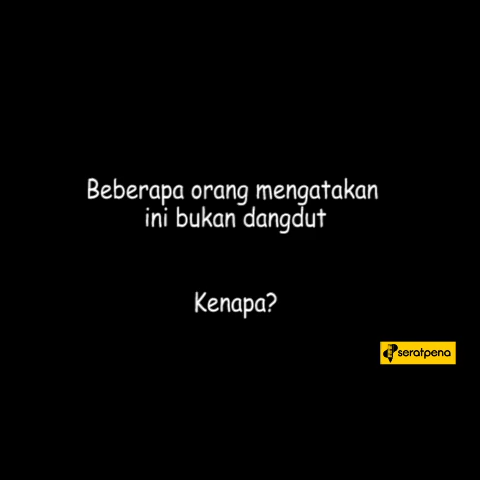 Beberapa orang mengatakan
ini bukan dangdut
Kenapa?
seratpena